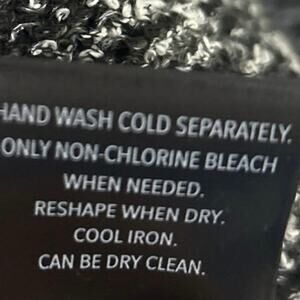 HAND WASH COLD SEPARATELY.
ONLY NON-CHLORINE BLEACH
WHEN NEEDED.
RESHAPE WHEN DRY.
COOL IRON.
CAN BE DRY CLEAN.